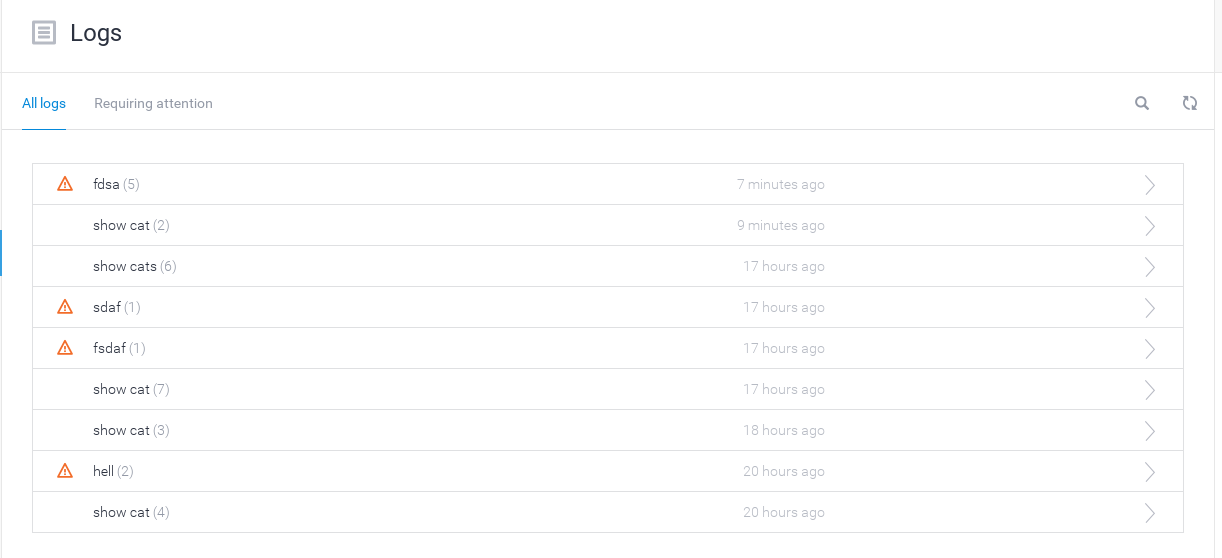 Logs
All logs Requiring attention
fdsa (5) 7 minutes ago
show cat (2) 9 minutes ago
show cats (6) 17 hours ago
sdaf (1) 17 hours ago
fsdaf (1) 17 hours ago
show cat (7) 17 hours ago
show cat (3) 18 hours ago
hell (2) 20 hours ago
show cat (4) 20 hours ago